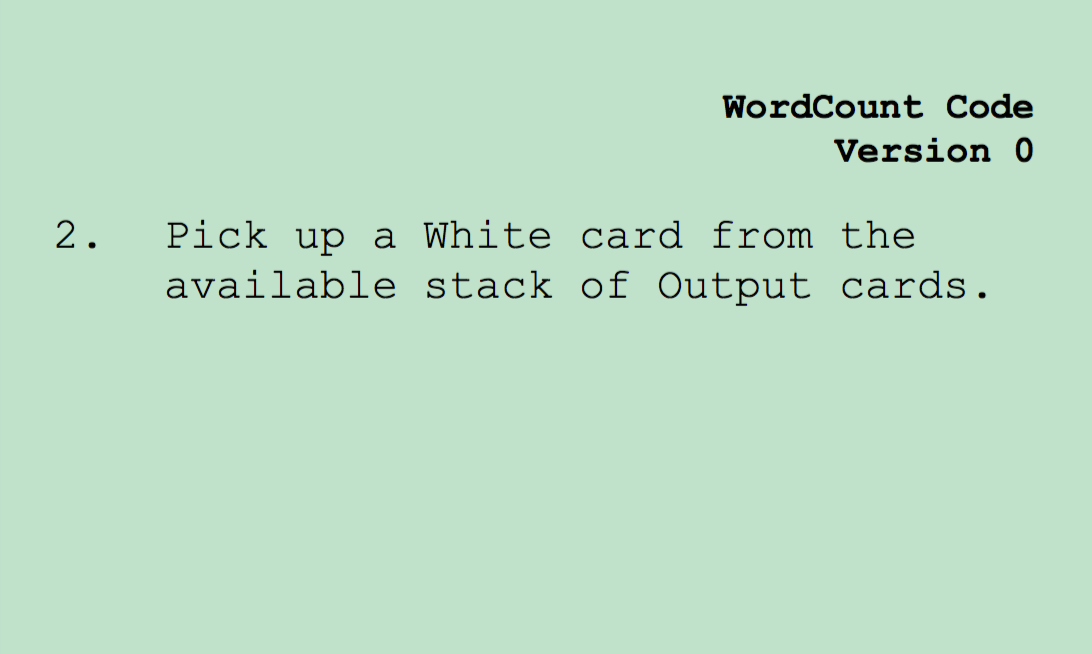 WordCount Code
Version 0
2. Pick up a White card from the
available stack of Output cards.